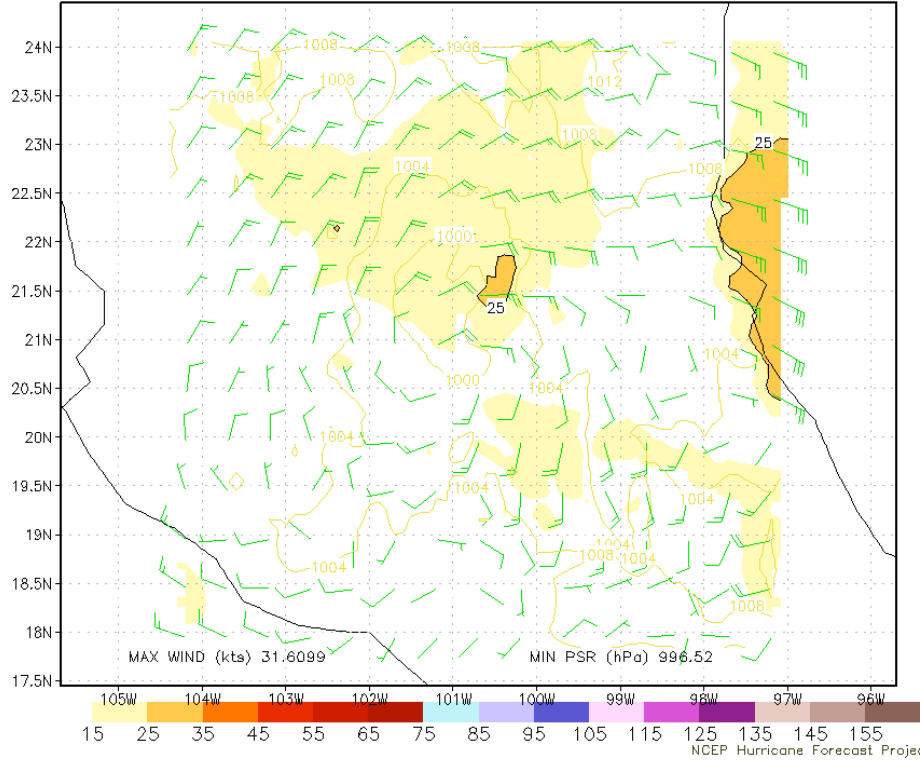 24N
23.5N
23N
22.5N
22N
21.5N
21N
20.5N
20N
19.5N
19N
18.5N
18N
17.5N
1008
1008
1008
1008
1012
1008
1008
1004
1000
1000
1004
1004
1004
1004
1004
1004
1004
1004
1008
1008
25
25
MAX WIND (kts) 31.6099 MIN PSR (hPa) 996.52
105W 104W 103W 102W 101W 100W 99W 98W 97W 96W
15 25 35 45 55 65 75 85 95 105 115 125 135 145 155
NCEP Hurricane Forecast Projec